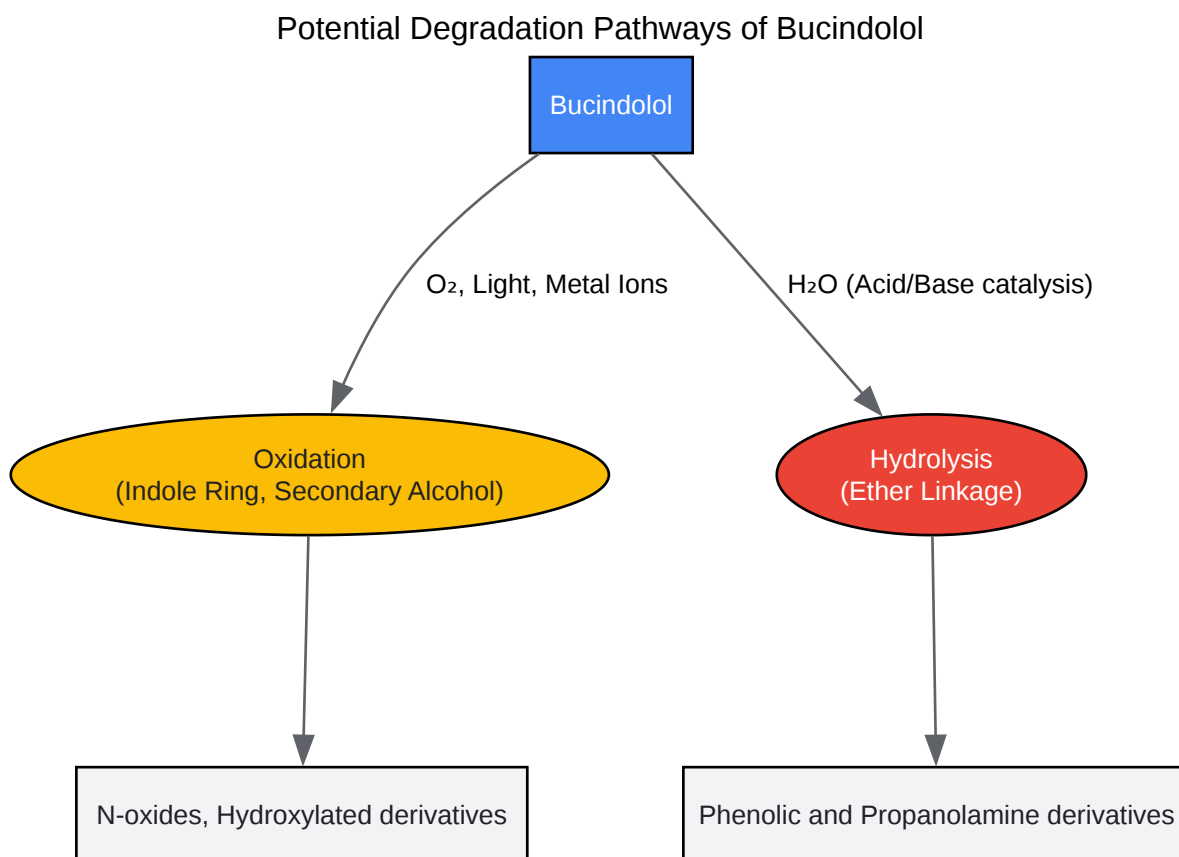 Potential Degradation Pathways of Bucindolol
Bucindolol
O₂, Light, Metal Ions
H₂O (Acid/Base catalysis)
Oxidation
(Indole Ring, Secondary Alcohol)
Hydrolysis
(Ether Linkage)
N-oxides, Hydroxylated derivatives
Phenolic and Propanolamine derivatives